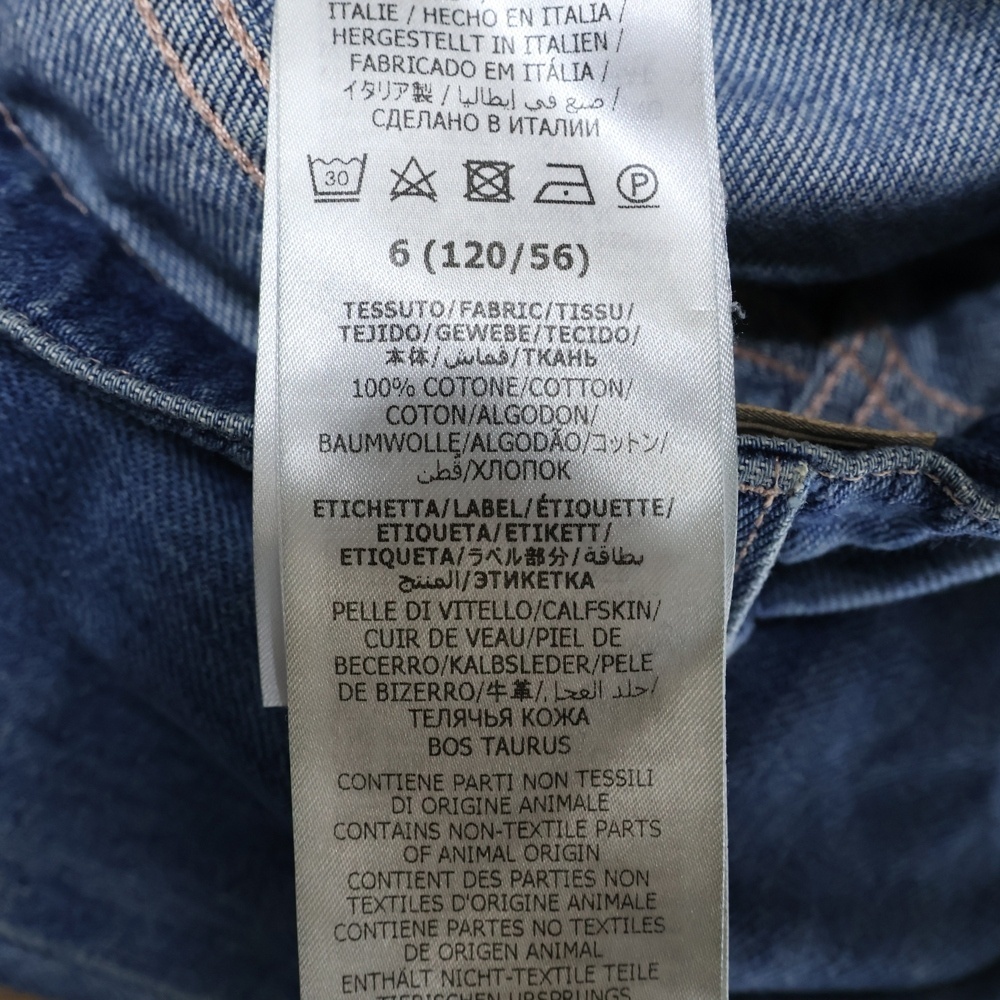 ITALIE / HECHO EN ITALIA /
HERGESTELLT IN ITALIEN /
FABRICADO EM ITÁLIA /
イタリア製 / صنع في إيطاليا /
СДЕЛАНО В ИТАЛИИ
30 P
6 (120/56)
TESSUTO/FABRIC/TISSU/
TEJIDO/GEWEBE/TECIDO/
本体/قماش/ТКАНЬ
100% COTONE/COTTON/
COTON/ALGODON/
BAUMWOLLE/ALGODÃO/コットン/
قطن/ХЛОПОК
ETICHETTA/LABEL/ÉTIQUETTE/
ETIQUETA/ETIKETT/
ETIQUETA/ラベル部分/بطاقة
المنتج/ЭТИКЕТКА
PELLE DI VITELLO/CALFSKIN/
CUIR DE VEAU/PIEL DE
BECERRO/KALBSLEDER/PELE
DE BIZERRO/牛革/جلد العجل/
ТЕЛЯЧЬЯ КОЖА
BOS TAURUS
CONTIENE PARTI NON TESSILI
DI ORIGINE ANIMALE
CONTAINS NON-TEXTILE PARTS
OF ANIMAL ORIGIN
CONTIENT DES PARTIES NON
TEXTILES D'ORIGINE ANIMALE
CONTIENE PARTES NO TEXTILES
DE ORIGEN ANIMAL
ENTHÄLT NICHT-TEXTILE TEILE
TIERISCHEN URSPRUNGS